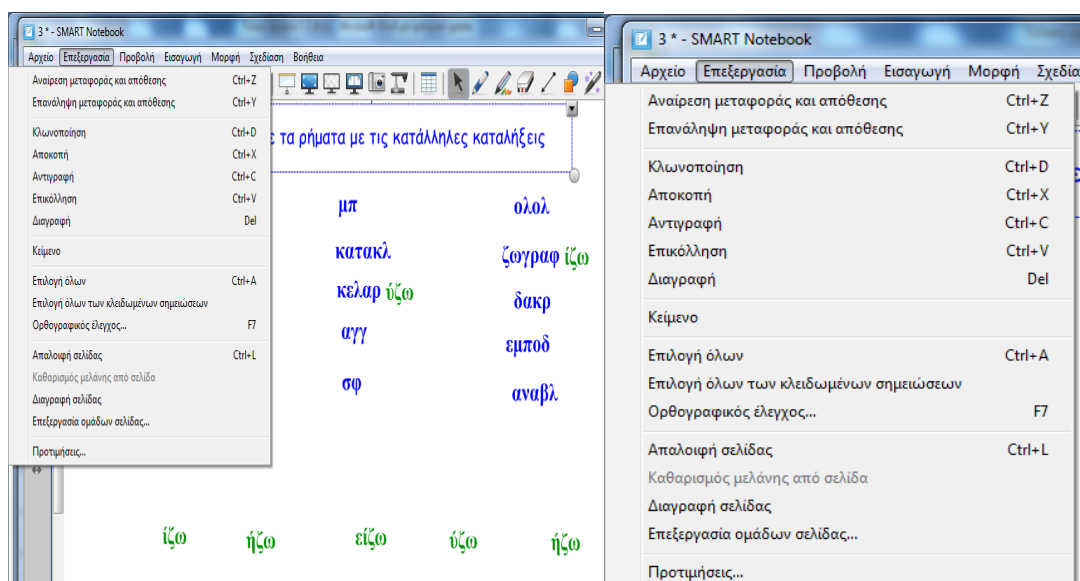 3 * - SMART Notebook
Αρχείο Επεξεργασία Προβολή Εισαγωγή Μορφή Σχεδίαση Βοήθεια
Αναίρεση μεταφοράς και απόθεσης Ctrl+Z
Επανάληψη μεταφοράς και απόθεσης Ctrl+Y
Κλωνοποίηση Ctrl+D
Αποκοπή Ctrl+X
Αντιγραφή Ctrl+C
Επικόλληση Ctrl+V
Διαγραφή Del
Κείμενο
Επιλογή όλων Ctrl+A
Επιλογή όλων των κλειδωμένων σημειώσεων
Ορθογραφικός έλεγχος... F7
Απαλοιφή σελίδας Ctrl+L
Καθαρισμός μελάνης από σελίδα
Διαγραφή σελίδας
Επεξεργασία ομάδων σελίδας...
Προτιμήσεις...
ε τα ρήματα με τις κατάλληλες καταλήξεις
μπ ολολ
κατακλ ζωγραφ ίζω
κελαρ ύζω δακρ
αγγ εμποδ
σφ αναβλ
ίζω ήζω είζω ύζω ήζω
3 * - SMART Notebook
Αρχείο Επεξεργασία Προβολή Εισαγωγή Μορφή Σχεδία
Αναίρεση μεταφοράς και απόθεσης Ctrl+Z
Επανάληψη μεταφοράς και απόθεσης Ctrl+Y
Κλωνοποίηση Ctrl+D
Αποκοπή Ctrl+X
Αντιγραφή Ctrl+C
Επικόλληση Ctrl+V
Διαγραφή Del
Κείμενο
Επιλογή όλων Ctrl+A
Επιλογή όλων των κλειδωμένων σημειώσεων
Ορθογραφικός έλεγχος... F7
Απαλοιφή σελίδας Ctrl+L
Καθαρισμός μελάνης από σελίδα
Διαγραφή σελίδας
Επεξεργασία ομάδων σελίδας...
Προτιμήσεις...